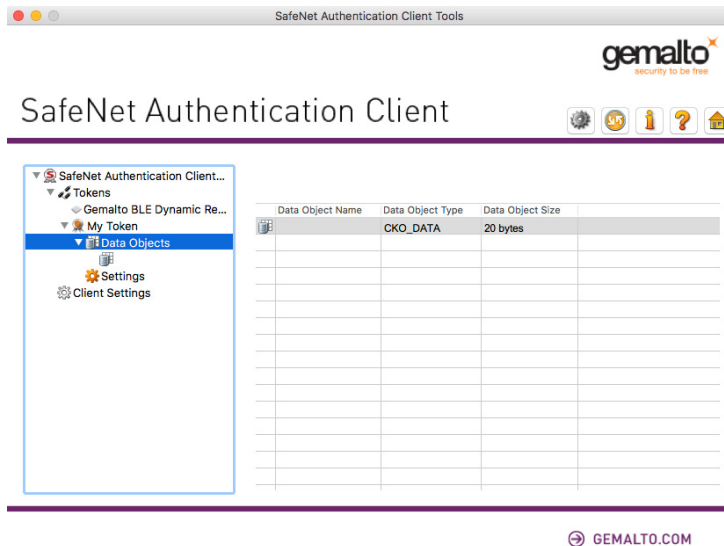 SafeNet Authentication Client Tools
gemalto
security to be free
SafeNet Authentication Client
SafeNet Authentication Client...
Tokens
Gemalto BLE Dynamic Re...
My Token
Data Objects
Settings
Client Settings
Data Object Name Data Object Type Data Object Size
CKO_DATA 20 bytes
GEMALTO.COM